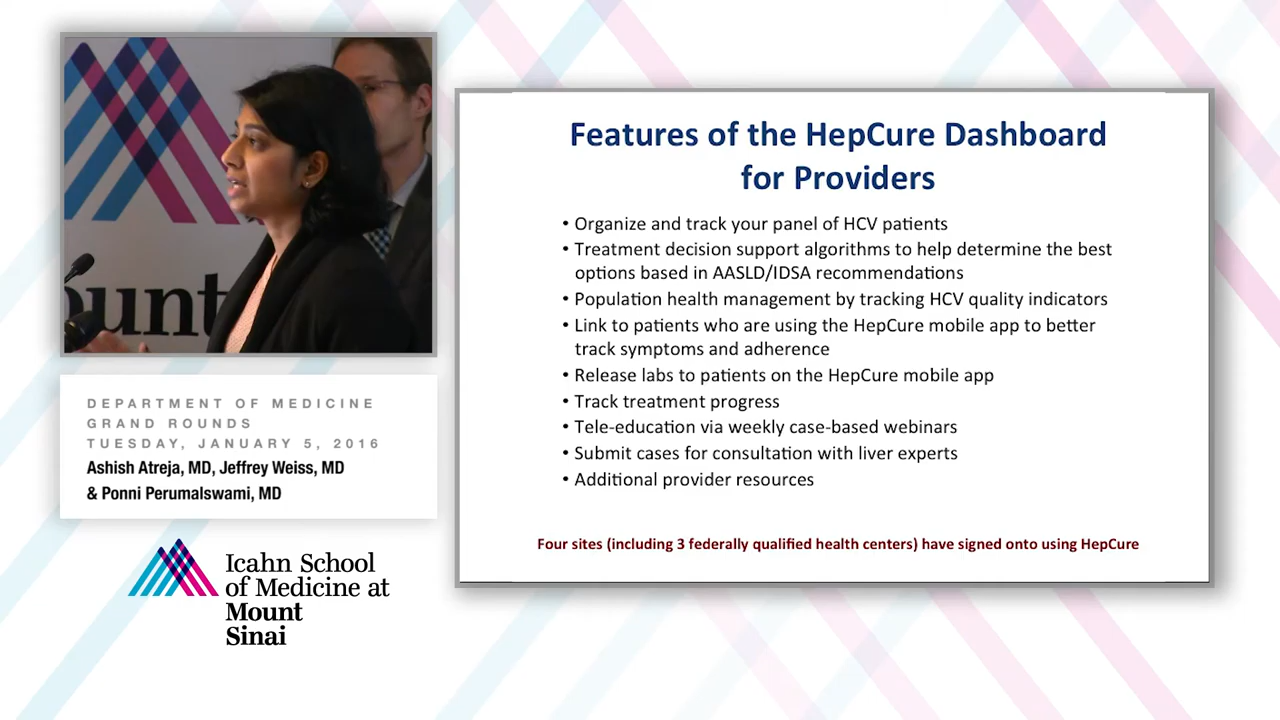 ount
DEPARTMENT OF MEDICINE
GRAND ROUNDS
TUESDAY, JANUARY 5, 2016
Ashish Atreja, MD, Jeffrey Weiss, MD
& Ponni Perumalswami, MD
Icahn School
of Medicine at
Mount
Sinai
Features of the HepCure Dashboard
for Providers
• Organize and track your panel of HCV patients
• Treatment decision support algorithms to help determine the best
options based in AASLD/IDSA recommendations
• Population health management by tracking HCV quality indicators
• Link to patients who are using the HepCure mobile app to better
track symptoms and adherence
• Release labs to patients on the HepCure mobile app
• Track treatment progress
• Tele-education via weekly case-based webinars
• Submit cases for consultation with liver experts
• Additional provider resources
Four sites (including 3 federally qualified health centers) have signed onto using HepCure